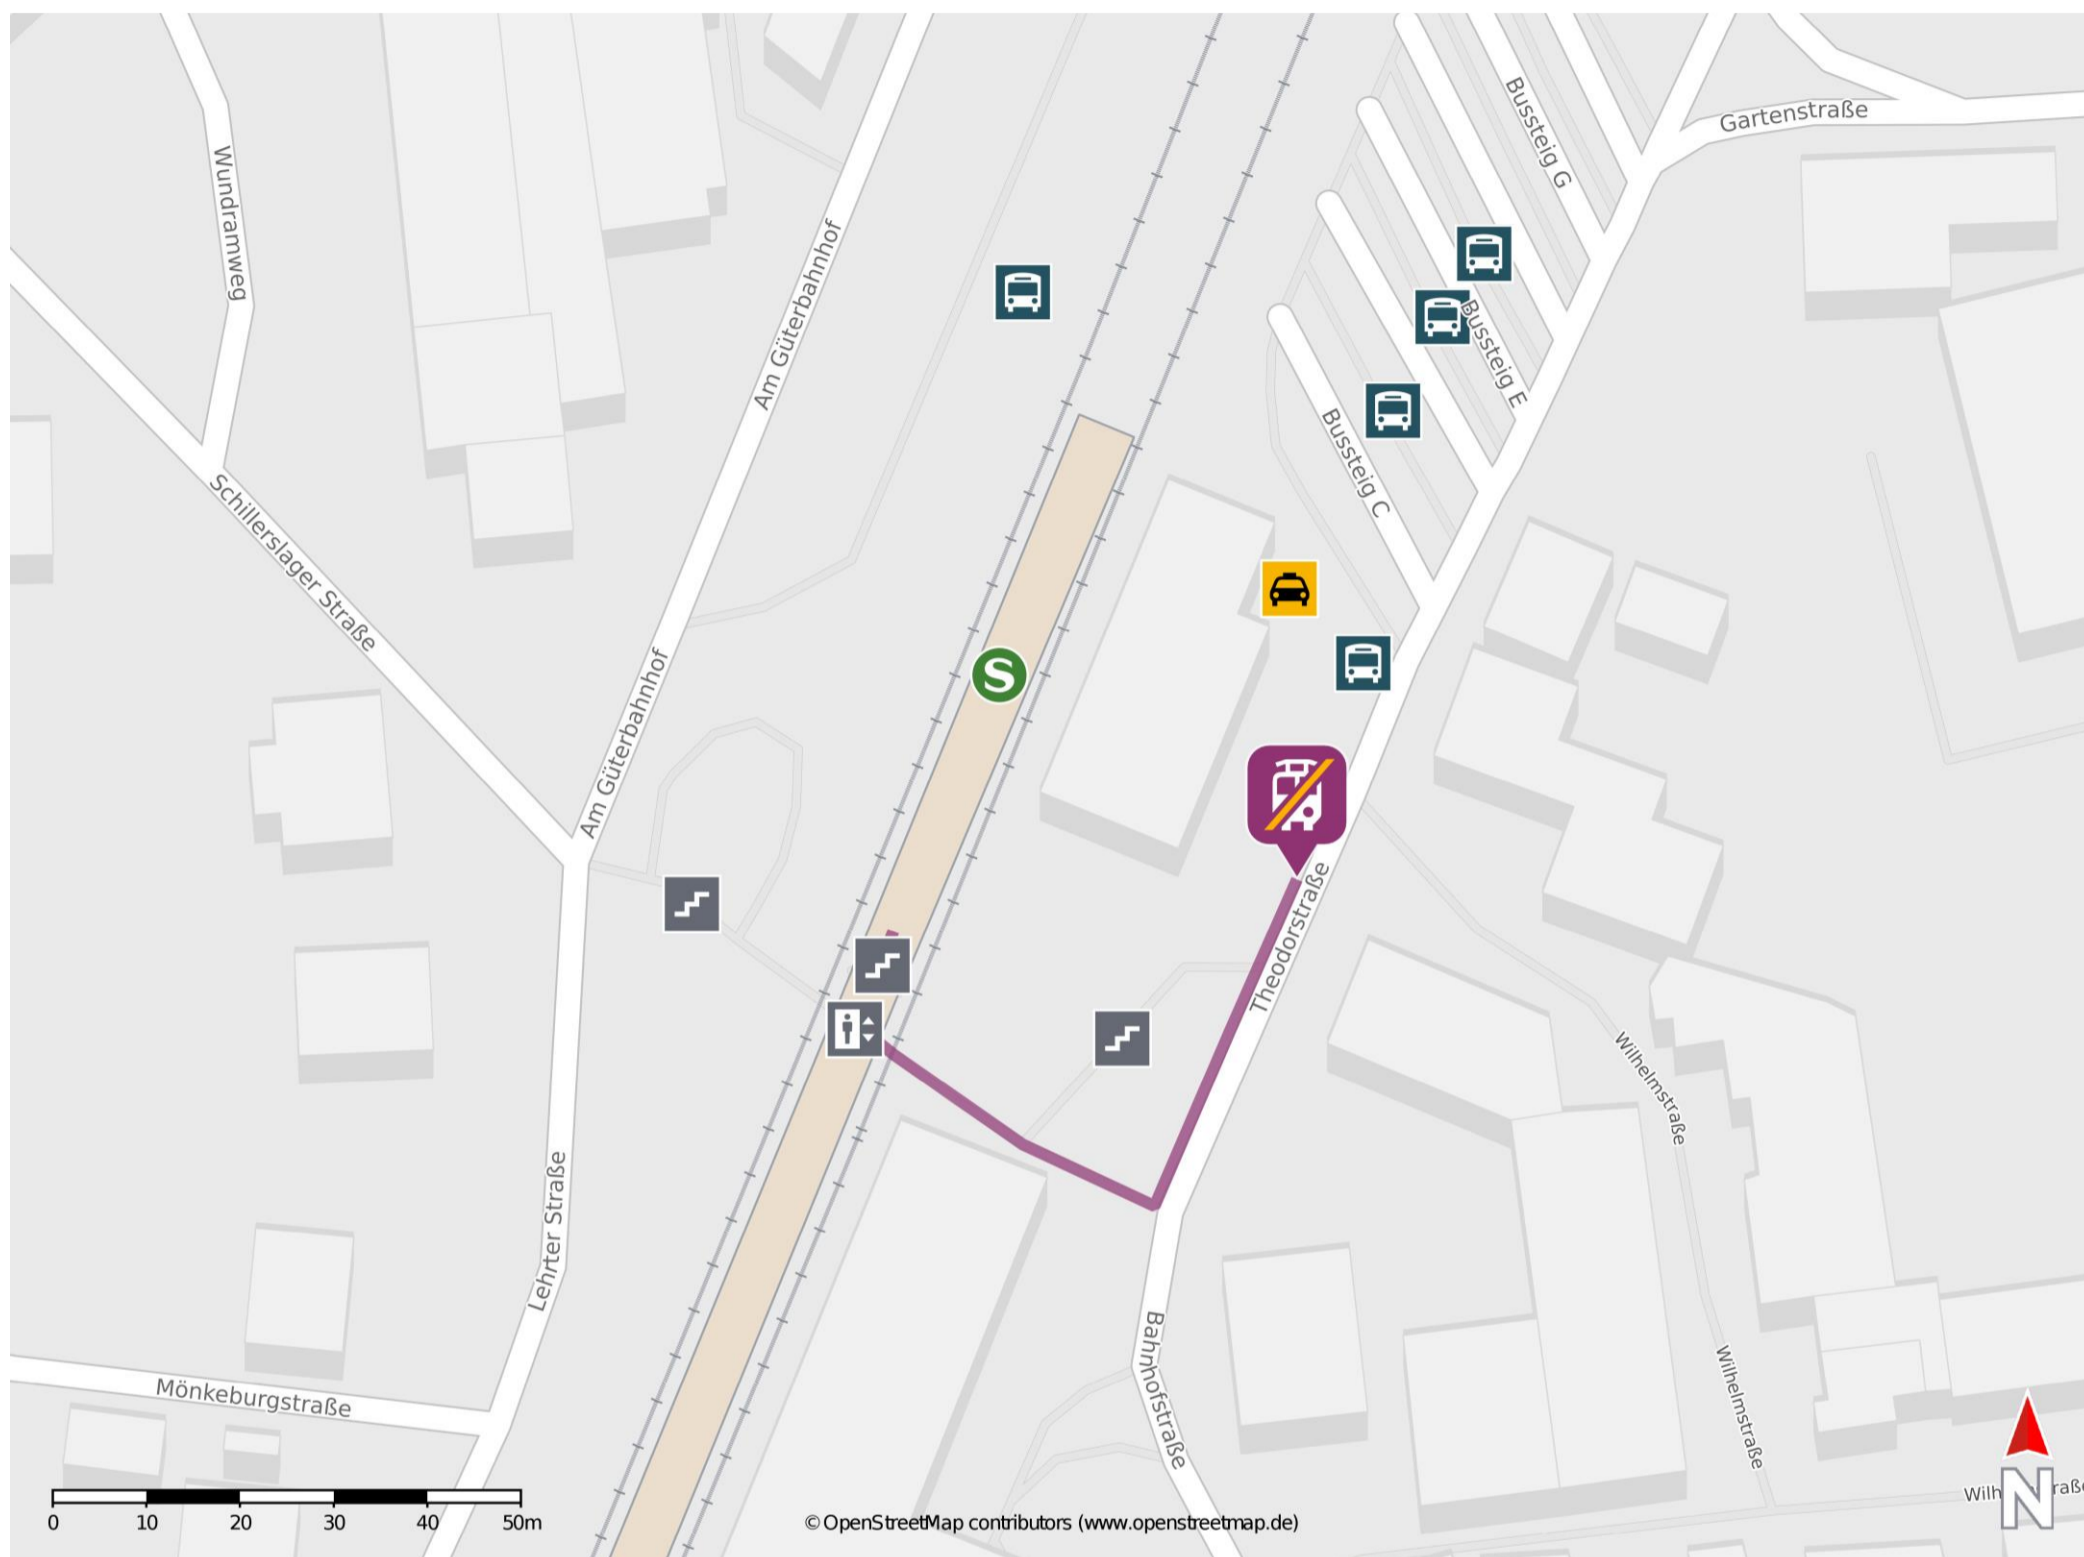 Bussteig G
Gartenstraße
Wundramweg
Am Güterbahnhof
Bussteig E
Bussteig C
Schillerslager Straße
Am Güterbahnhof
S
Theodorstraße
Wilhelmstraße
Lehrter Straße
Bahnhofstraße
Mönkeburgstraße
Wilhelmstraße
N
0 10 20 30 40 50m
© OpenStreetMap contributors (www.openstreetmap.de)